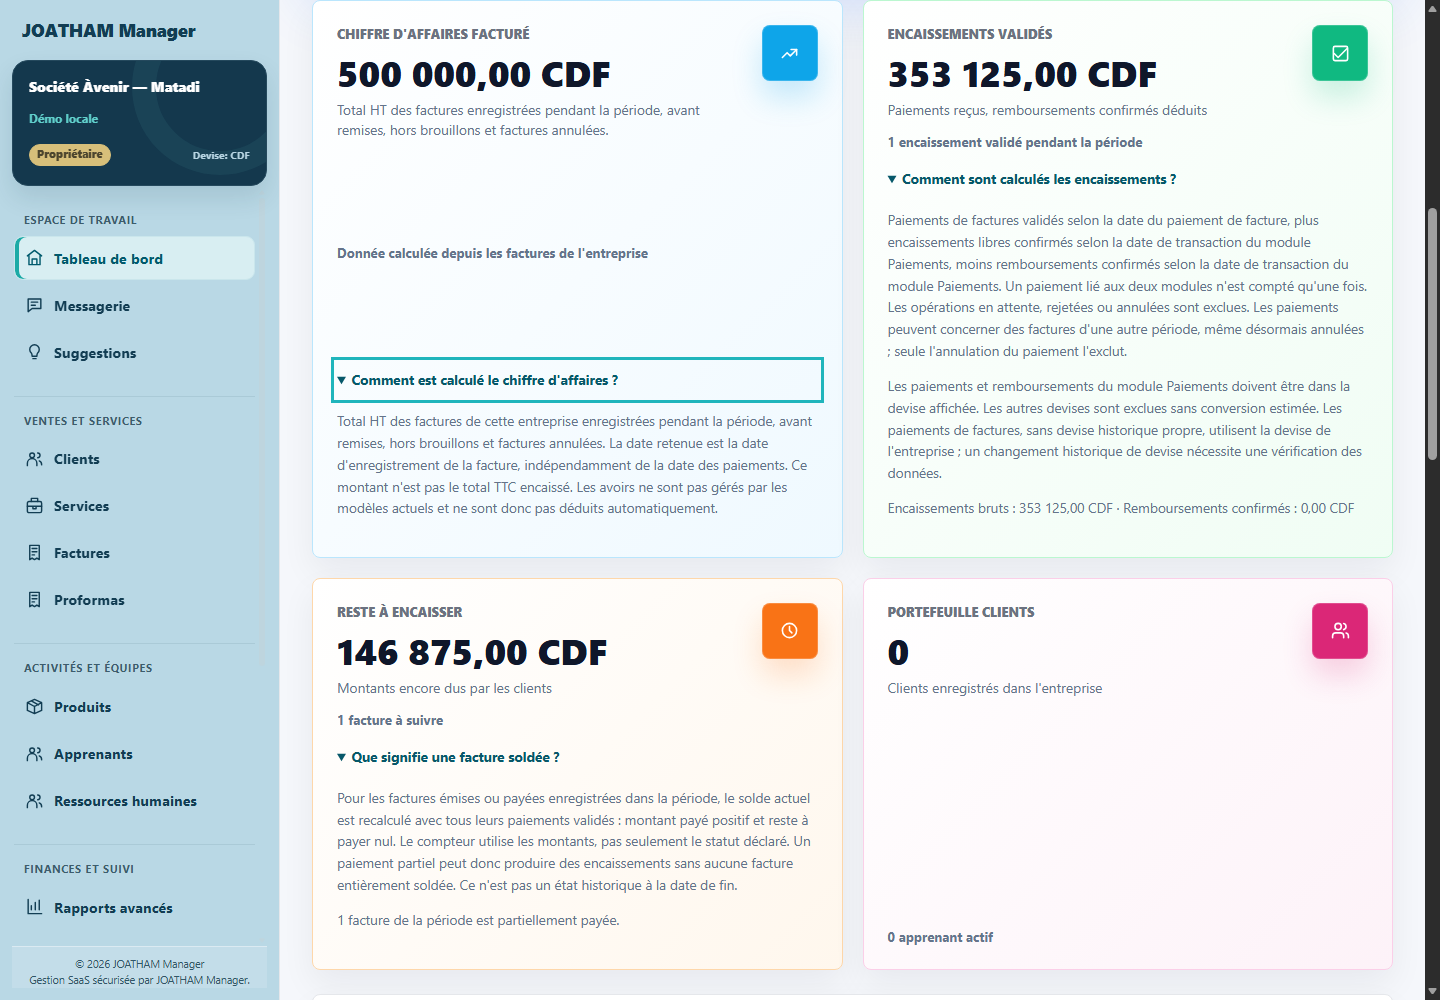 JOATHAM Manager
Société Àvenir — Matadi
Démo locale
Propriétaire
Devise: CDF
ESPACE DE TRAVAIL
Tableau de bord
Messagerie
Suggestions
VENTES ET SERVICES
Clients
Services
Factures
Proformas
ACTIVITÉS ET ÉQUIPES
Produits
Apprenants
Ressources humaines
FINANCES ET SUIVI
Rapports avancés
© 2026 JOATHAM Manager
Gestion SaaS sécurisée par JOATHAM Manager.
CHIFFRE D'AFFAIRES FACTURÉ
500 000,00 CDF
Total HT des factures enregistrées pendant la période, avant
remises, hors brouillons et factures annulées.
Donnée calculée depuis les factures de l'entreprise
Comment est calculé le chiffre d'affaires ?
Total HT des factures de cette entreprise enregistrées pendant la période, avant
remises, hors brouillons et factures annulées. La date retenue est la date
d'enregistrement de la facture, indépendamment de la date des paiements. Ce
montant n'est pas le total TTC encaissé. Les avoirs ne sont pas gérés par les
modèles actuels et ne sont donc pas déduits automatiquement.
ENCAISSEMENTS VALIDÉS
353 125,00 CDF
Paiements reçus, remboursements confirmés déduits
1 encaissement validé pendant la période
Comment sont calculés les encaissements ?
Paiements de factures validés selon la date du paiement de facture, plus
encaissements libres confirmés selon la date de transaction du module
Paiements, moins remboursements confirmés selon la date de transaction du
module Paiements. Un paiement lié aux deux modules n'est compté qu'une fois.
Les opérations en attente, rejetées ou annulées sont exclues. Les paiements
peuvent concerner des factures d'une autre période, même désormais annulées
; seule l'annulation du paiement l'exclut.
Les paiements et remboursements du module Paiements doivent être dans la
devise affichée. Les autres devises sont exclues sans conversion estimée. Les
paiements de factures, sans devise historique propre, utilisent la devise de
l'entreprise ; un changement historique de devise nécessite une vérification des
données.
Encaissements bruts : 353 125,00 CDF · Remboursements confirmés : 0,00 CDF
RESTE À ENCAISSER
146 875,00 CDF
Montants encore dus par les clients
1 facture à suivre
Que signifie une facture soldée ?
Pour les factures émises ou payées enregistrées dans la période, le solde actuel
est recalculé avec tous leurs paiements validés : montant payé positif et reste à
payer nul. Le compteur utilise les montants, pas seulement le statut déclaré. Un
paiement partiel peut donc produire des encaissements sans aucune facture
entièrement soldée. Ce n'est pas un état historique à la date de fin.
1 facture de la période est partiellement payée.
PORTEFEUILLE CLIENTS
0
Clients enregistrés dans l'entreprise
0 apprenant actif